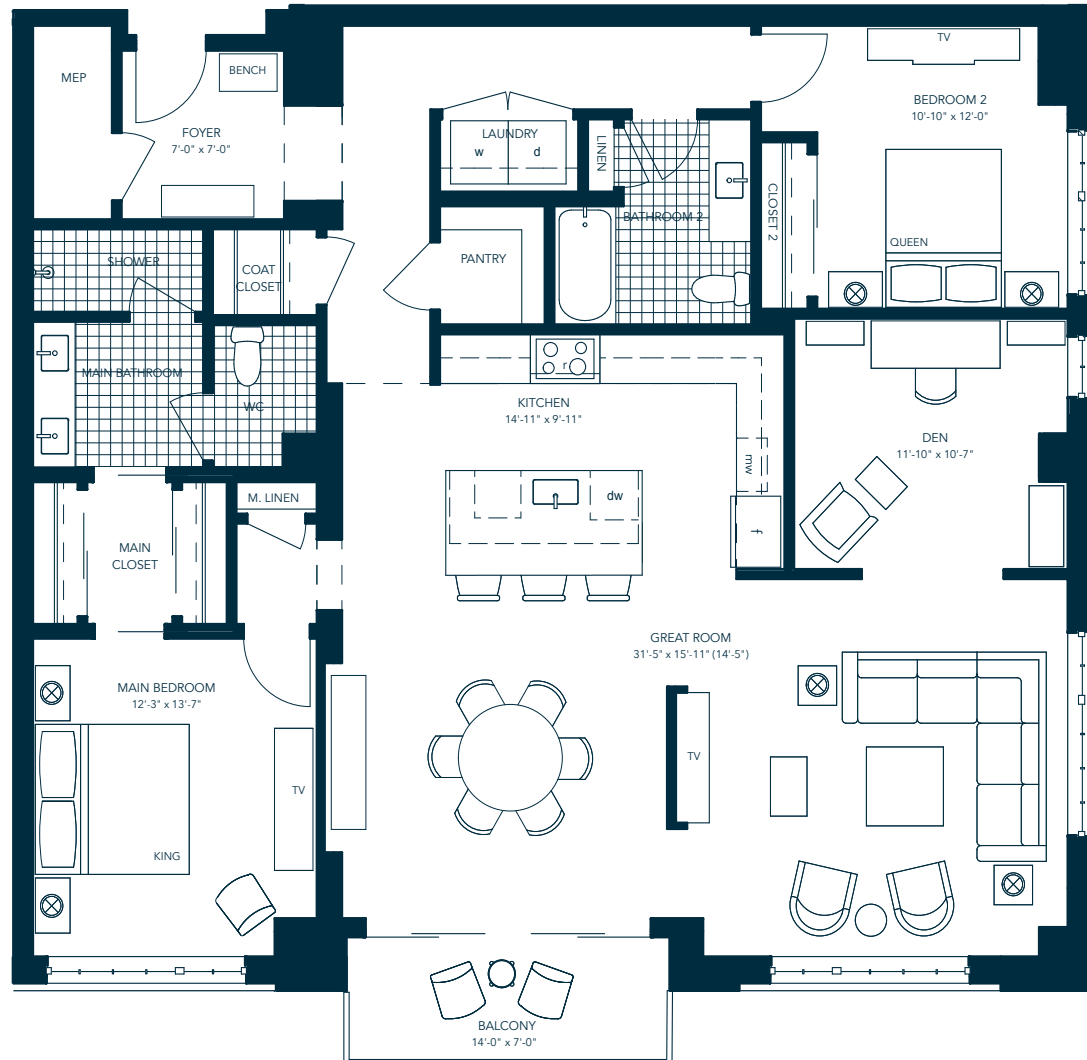 TV
BENCH
MEP
BEDROOM 2
10'-10" x 12'-0"
FOYER
7'-0" x 7'-0"
LAUNDRY
w
d
LINEN
CLOSET 2
BATHROOM 2
QUEEN
SHOWER
PANTRY
COAT
CLOSET
MAIN BATHROOM
r
WC
KITCHEN
14'-11" x 9'-11"
DEN
11'-10" x 10'-7"
mw
M. LINEN
dw
f
MAIN
CLOSET
GREAT ROOM
31'-5" x 15'-11" (14'-5")
MAIN BEDROOM
12'-3" x 13'-7"
TV
TV
KING
BALCONY
14'-0" x 7'-0"